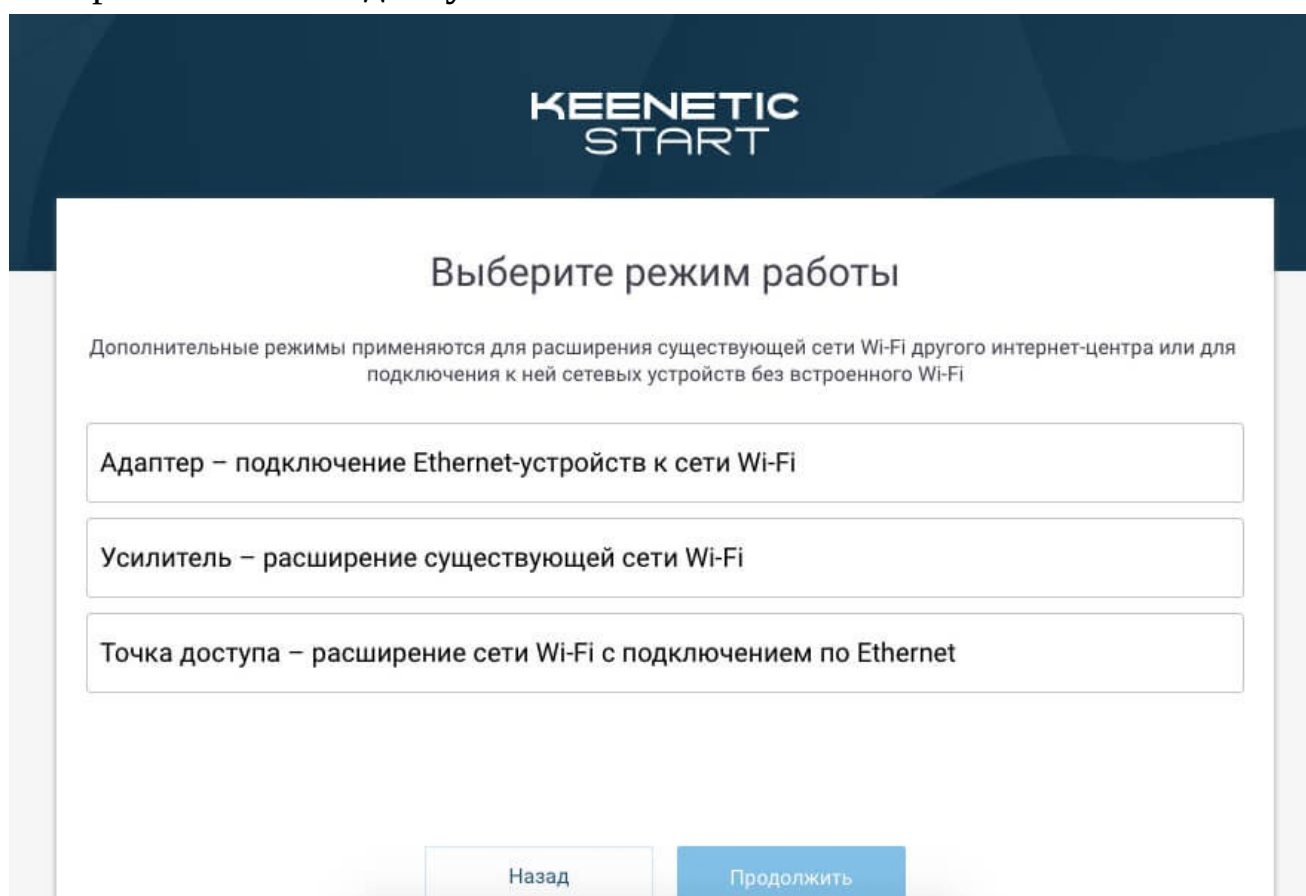 KEENETIC
START
Выберите режим работы
Дополнительные режимы применяются для расширения существующей сети Wi-Fi другого интернет-центра или для
подключения к ней сетевых устройств без встроенного Wi-Fi
Адаптер – подключение Ethernet-устройств к сети Wi-Fi
Усилитель – расширение существующей сети Wi-Fi
Точка доступа – расширение сети Wi-Fi с подключением по Ethernet
Назад
Продолжить